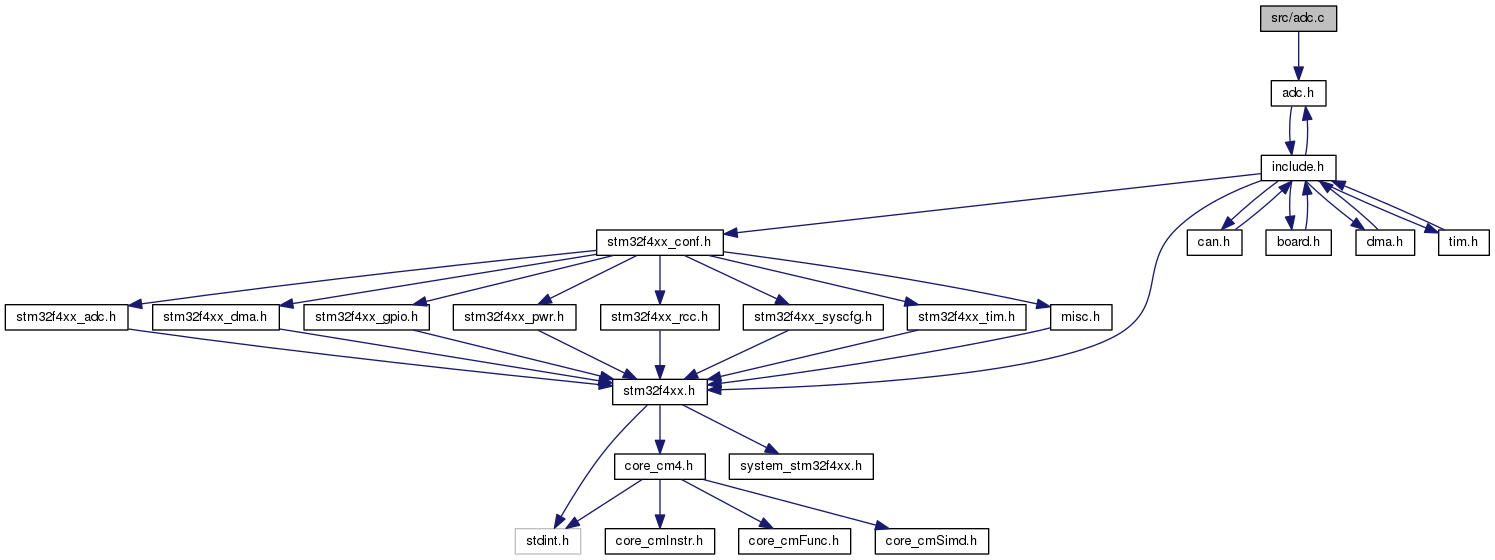 src/adc.c
adc.h
include.h
stm32f4xx_conf.h
can.h
board.h
dma.h
tim.h
stm32f4xx_adc.h
stm32f4xx_dma.h
stm32f4xx_gpio.h
stm32f4xx_pwr.h
stm32f4xx_rcc.h
stm32f4xx_syscfg.h
stm32f4xx_tim.h
misc.h
stm32f4xx.h
core_cm4.h
system_stm32f4xx.h
stdint.h
core_cmInstr.h
core_cmFunc.h
core_cmSimd.h